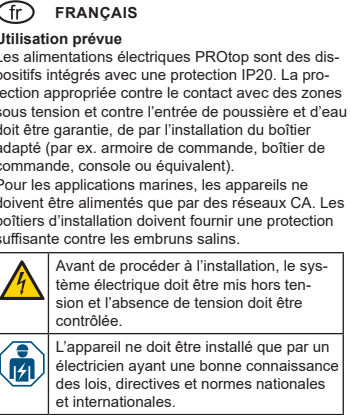 fr FRANÇAIS
Utilisation prévue
Les alimentations électriques PROtop sont des dis-
positifs intégrés avec une protection IP20. La pro-
tection appropriée contre le contact avec des zones
sous tension et contre l'entrée de poussière et d'eau
doit être garantie, de par l'installation du boîtier
adapté (par ex. armoire de commande, boîtier de
commande, console ou équivalent).
Pour les applications marines, les appareils ne
doivent être alimentés que par des réseaux CA. Les
boîtiers d'installation doivent fournir une protection
suffisante contre les embruns salins.
Avant de procéder à l'installation, le sys-
tème électrique doit être mis hors ten-
sion et l'absence de tension doit être
contrôlée.
L'appareil ne doit être installé que par un
électricien ayant une bonne connaissance
des lois, directives et normes nationales
et internationales.